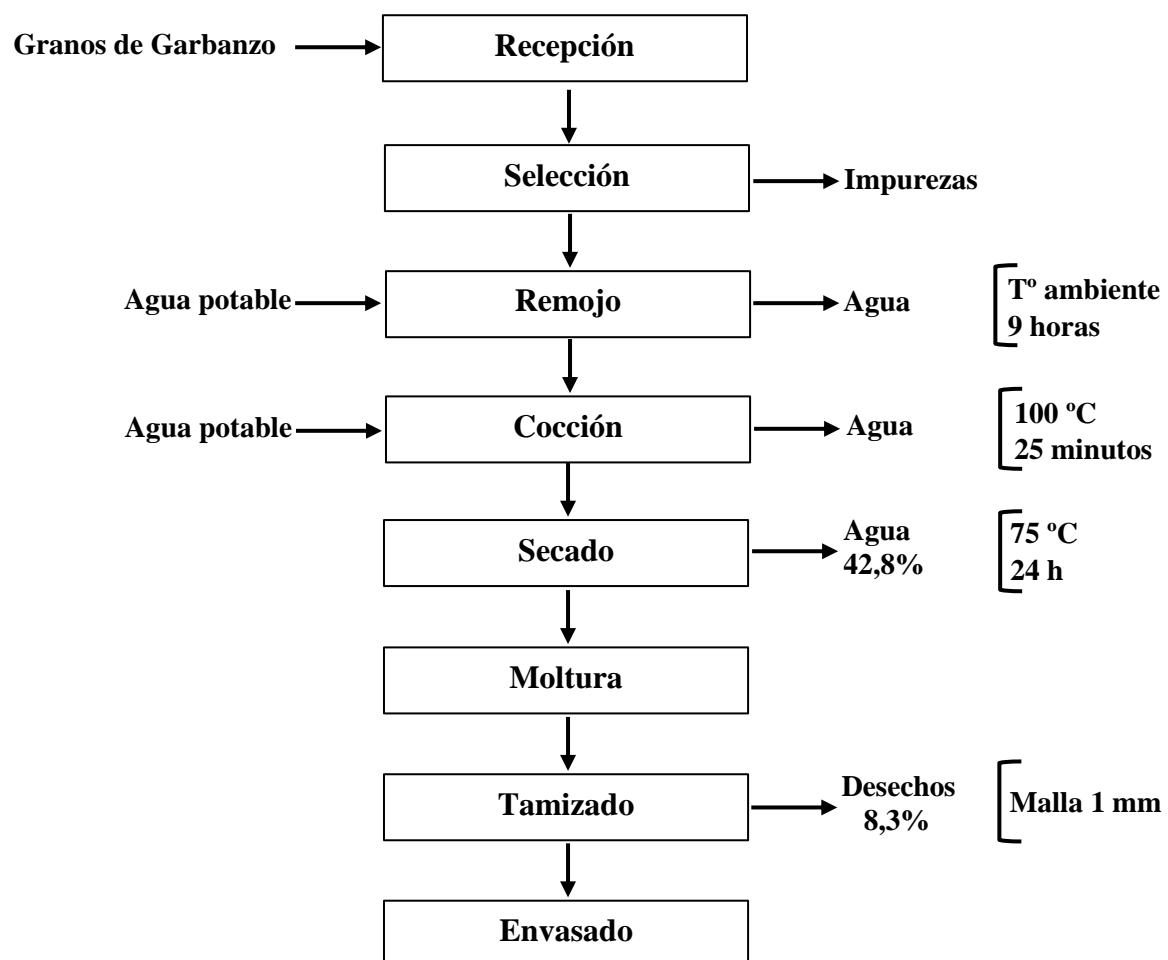 Granos de Garbanzo
Recepción
Selección
Impurezas
Agua potable
Remojo
Agua
Tº ambiente
9 horas
Agua potable
Cocción
Agua
100 ºC
25 minutos
Secado
Agua
42,8%
75 ºC
24 h
Moltura
Tamizado
Desechos
8,3%
Malla 1 mm
Envasado